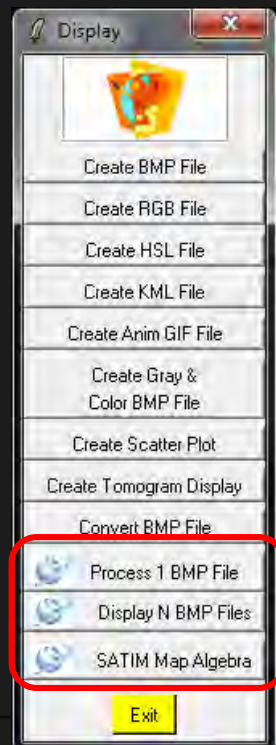 Display
Create BMP File
Create RGB File
Create HSL File
Create KML File
Create Anim GIF File
Create Gray &
Color BMP File
Create Scatter Plot
Create Tomogram Display
Convert BMP File
Process 1 BMP File
Display N BMP Files
SATIM Map Algebra
Exit